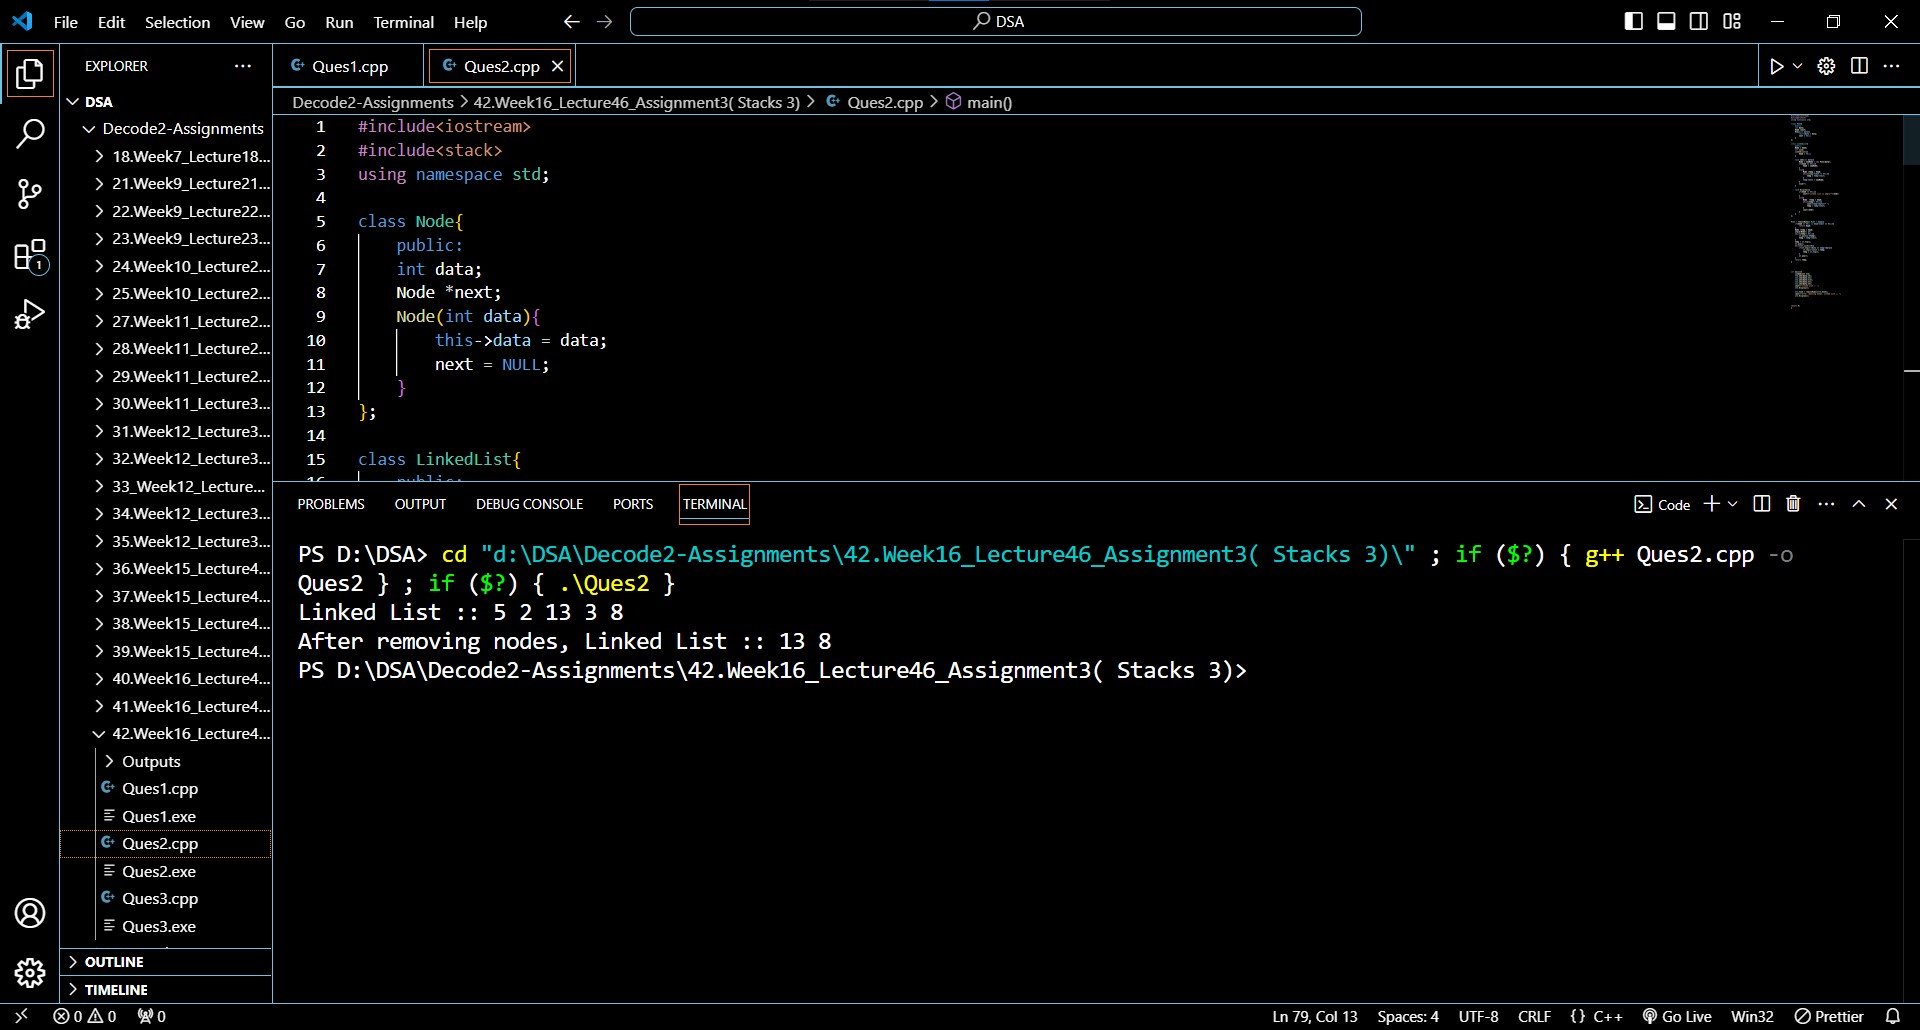 File Edit Selection View Go Run Terminal Help
DSA
EXPLORER
DSA
Decode2-Assignments
18.Week7_Lecture18...
21.Week9_Lecture21...
22.Week9_Lecture22...
23.Week9_Lecture23...
24.Week10_Lecture2...
25.Week10_Lecture2...
27.Week11_Lecture2...
28.Week11_Lecture2...
29.Week11_Lecture2...
30.Week11_Lecture3...
31.Week12_Lecture3...
32.Week12_Lecture3...
33_Week12_Lecture...
34.Week12_Lecture3...
35.Week12_Lecture3...
36.Week15_Lecture4...
37.Week15_Lecture4...
38.Week15_Lecture4...
39.Week15_Lecture4...
40.Week16_Lecture4...
41.Week16_Lecture4...
42.Week16_Lecture4...
Outputs
Ques1.cpp
Ques1.exe
Ques2.cpp
Ques2.exe
Ques3.cpp
Ques3.exe
OUTLINE
TIMELINE
1
Ques1.cpp Ques2.cpp
Decode2-Assignments > 42.Week16_Lecture46_Assignment3( Stacks 3) > Ques2.cpp > main()
1 #include<iostream>
2 #include<stack>
3 using namespace std;
4
5 class Node{
6 public:
7 int data;
8 Node *next;
9 Node(int data){
10 this->data = data;
11 next = NULL;
12 }
13 };
14
15 class LinkedList{
16 public:
PROBLEMS OUTPUT DEBUG CONSOLE PORTS TERMINAL
Code
PS D:\DSA> cd "d:\DSA\Decode2-Assignments\42.Week16_Lecture46_Assignment3( Stacks 3)\" ; if ($?) { g++ Ques2.cpp -o
Ques2 } ; if ($?) { .\Ques2 }
Linked List :: 5 2 13 3 8
After removing nodes, Linked List :: 13 8
PS D:\DSA\Decode2-Assignments\42.Week16_Lecture46_Assignment3( Stacks 3)>
0 0 0 Ln 79, Col 13 Spaces: 4 UTF-8 CRLF {} C++ Go Live Win32 Prettier